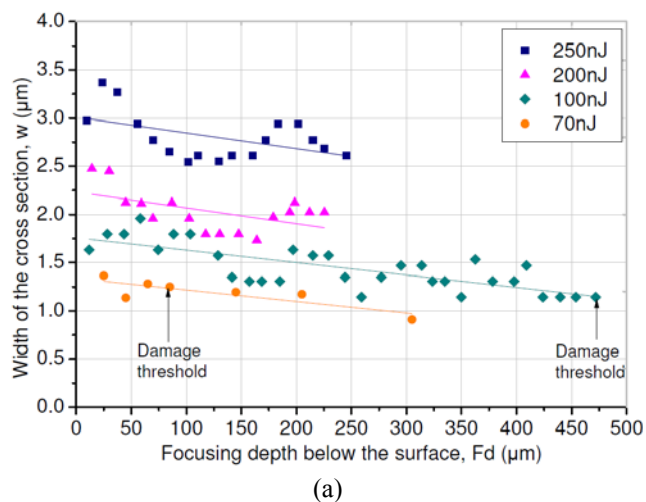 4.0
3.5
3.0
2.5
2.0
1.5
1.0
0.5
0.0
Width of the cross section, w (μm)
250nJ
200nJ
100nJ
70nJ
Damage
threshold
Damage
threshold
0 50 100 150 200 250 300 350 400 450 500
Focusing depth below the surface, Fd (μm)
(a)